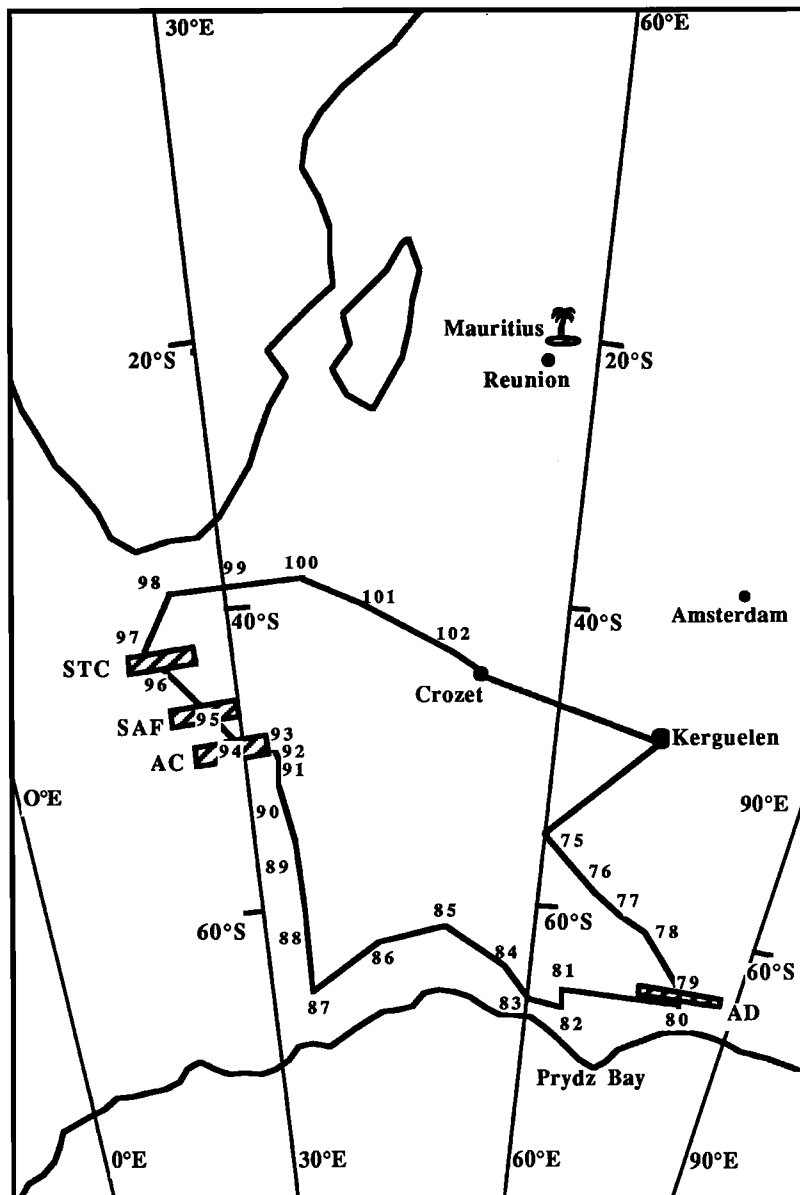 30°E
60°E
Mauritius
20°S
20°S
Reunion
100
99
98
101
Amsterdam
40°S
40°S
97
102
STC
96
Crozet
SAF
95
93
Kerguelen
94
92
AC
91
O°E
90°E
90
75
89
76
77
85
60°S
60°S
88
78
86
84
81
60°S
79
87
83
82
80
AD
Prydz Bay
0°E
30°E
60°E
90°E